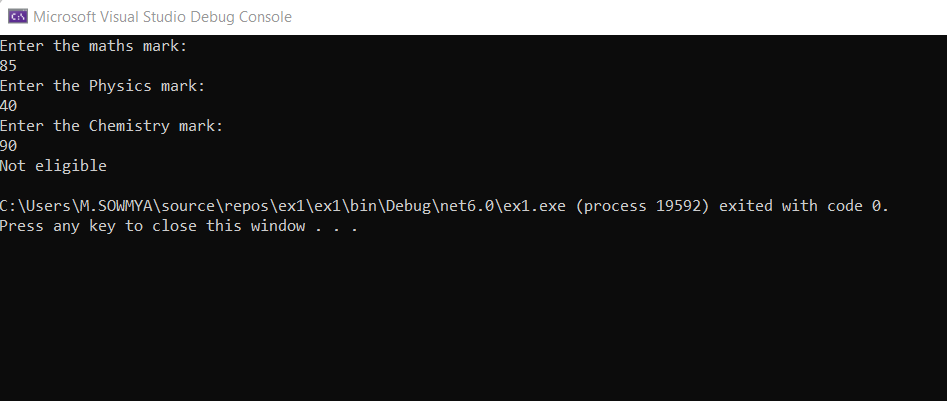 Microsoft Visual Studio Debug Console
Enter the maths mark:
85
Enter the Physics mark:
40
Enter the Chemistry mark:
90
Not eligible
C:\Users\M.SOWMYA\source\repos\ex1\ex1\bin\Debug\net6.0\ex1.exe (process 19592) exited with code 0.
Press any key to close this window . . .